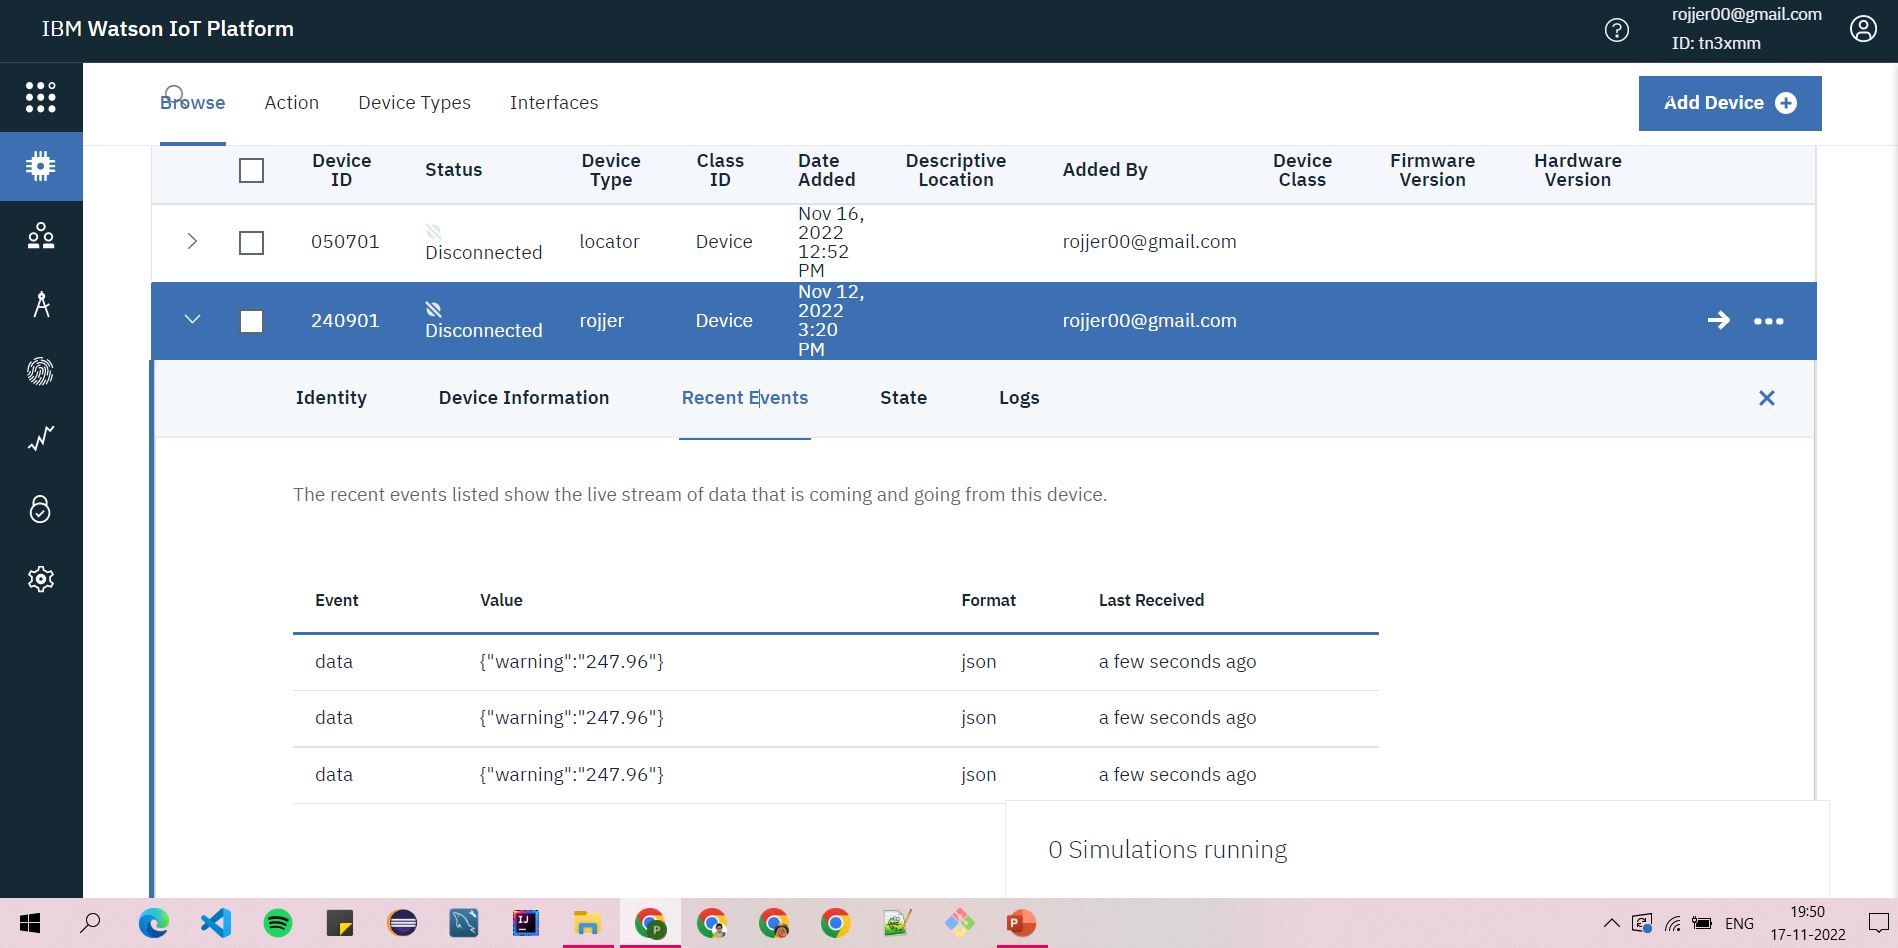 IBM Watson IoT Platform
rojjer00@gmail.com
ID: tn3xmm
Browse Action Device Types Interfaces
Add Device
Device ID Status Device Type Class ID Date Added Descriptive Location Added By Device Class Firmware Version Hardware Version
050701 Disconnected locator Device Nov 16, 2022 12:52 PM rojjer00@gmail.com
240901 Disconnected rojjer Device Nov 12, 2022 3:20 PM rojjer00@gmail.com
Identity Device Information Recent Events State Logs
The recent events listed show the live stream of data that is coming and going from this device.
Event Value Format Last Received
data {"warning":"247.96"} json a few seconds ago
data {"warning":"247.96"} json a few seconds ago
data {"warning":"247.96"} json a few seconds ago
0 Simulations running
ENG
19:50
17-11-2022